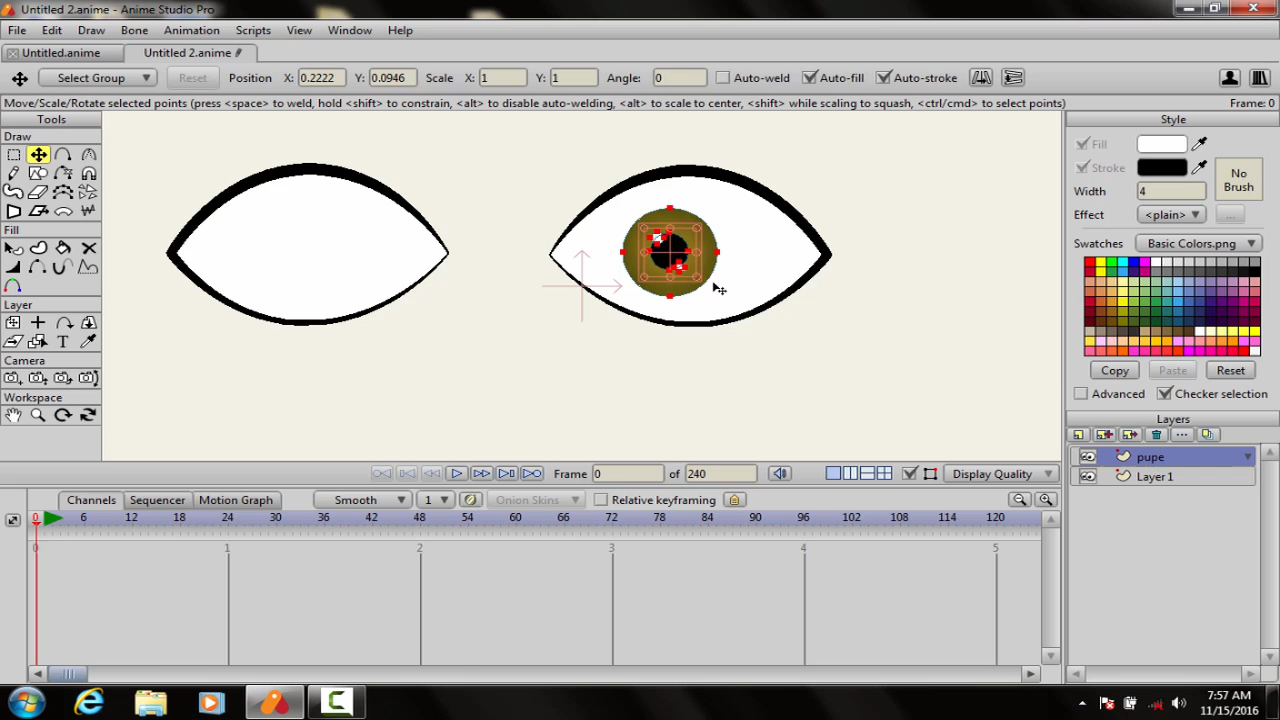 Untitled 2.anime - Anime Studio Pro
File Edit Draw Bone Animation Scripts View Window Help
Untitled.anime Untitled 2.anime
Select Group Reset Position X: 0.2222 Y: 0.0946 Scale X: 1 Y: 1 Angle: 0 Auto-weld Auto-fill Auto-stroke
Move/Scale/Rotate selected points (press <space> to weld, hold <shift> to constrain, <alt> to disable auto-welding, <alt> to scale to center, <shift> while scaling to squash, <ctrl/cmd> to select points) Frame: 0
Tools
Draw
Fill
Layer
Camera
Workspace
Style
Fill
Stroke
No Brush
Width 4
Effect <plain> ...
Swatches Basic Colors.png
Copy Paste Reset
Advanced Checker selection
Layers
pupe
Layer 1
Frame 0 of 240 Display Quality
Channels Sequencer Motion Graph Smooth 1 Onion Skins Relative keyframing
0 6 12 18 24 30 36 42 48 54 60 66 72 78 84 90 96 102 108 114 120
0 1 2 3 4 5
7:57 AM
11/15/2016